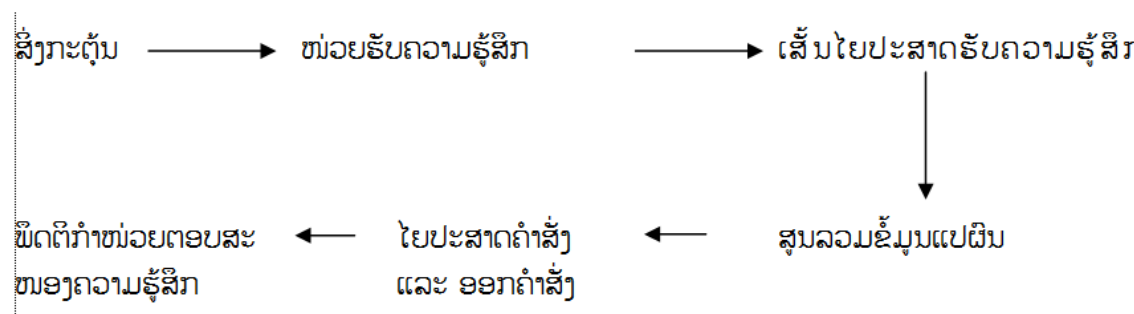 ສິ່ງກະຕຸ້ນ ໜ່ວຍຮັບຄວາມຮູ້ສຶກ ເສັ້ນໄຍປະສາດຮັບຄວາມຮູ້ສຶກ
ສູນລວມຂໍ້ມູນແປຜົນ
ໄຍປະສາດຄຳສັ່ງ
ແລະ ອອກຄຳສັ່ງ
ພຶດຕິກຳໜ່ວຍຕອບສະ
ໜອງຄວາມຮູ້ສຶກ